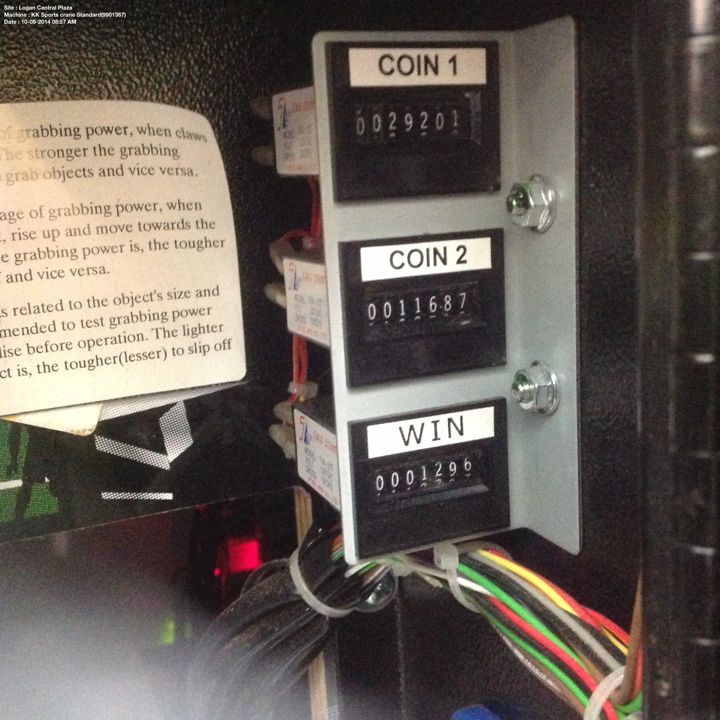 Site : Logan Central Plaza
Machine : KK Sports crane Standard(9901367)
Date : 10-08-2014 08:57 AM
of grabbing power, when claws
The stronger the grabbing
grab objects and vice versa.
age of grabbing power, when
, rise up and move towards the
e grabbing power is, the tougher
f and vice versa.
s related to the object's size and
mended to test grabbing power
lise before operation. The lighter
ct is, the tougher(lesser) to slip off
COIN 1
0029201
COIN 2
0011687
WIN
0001296